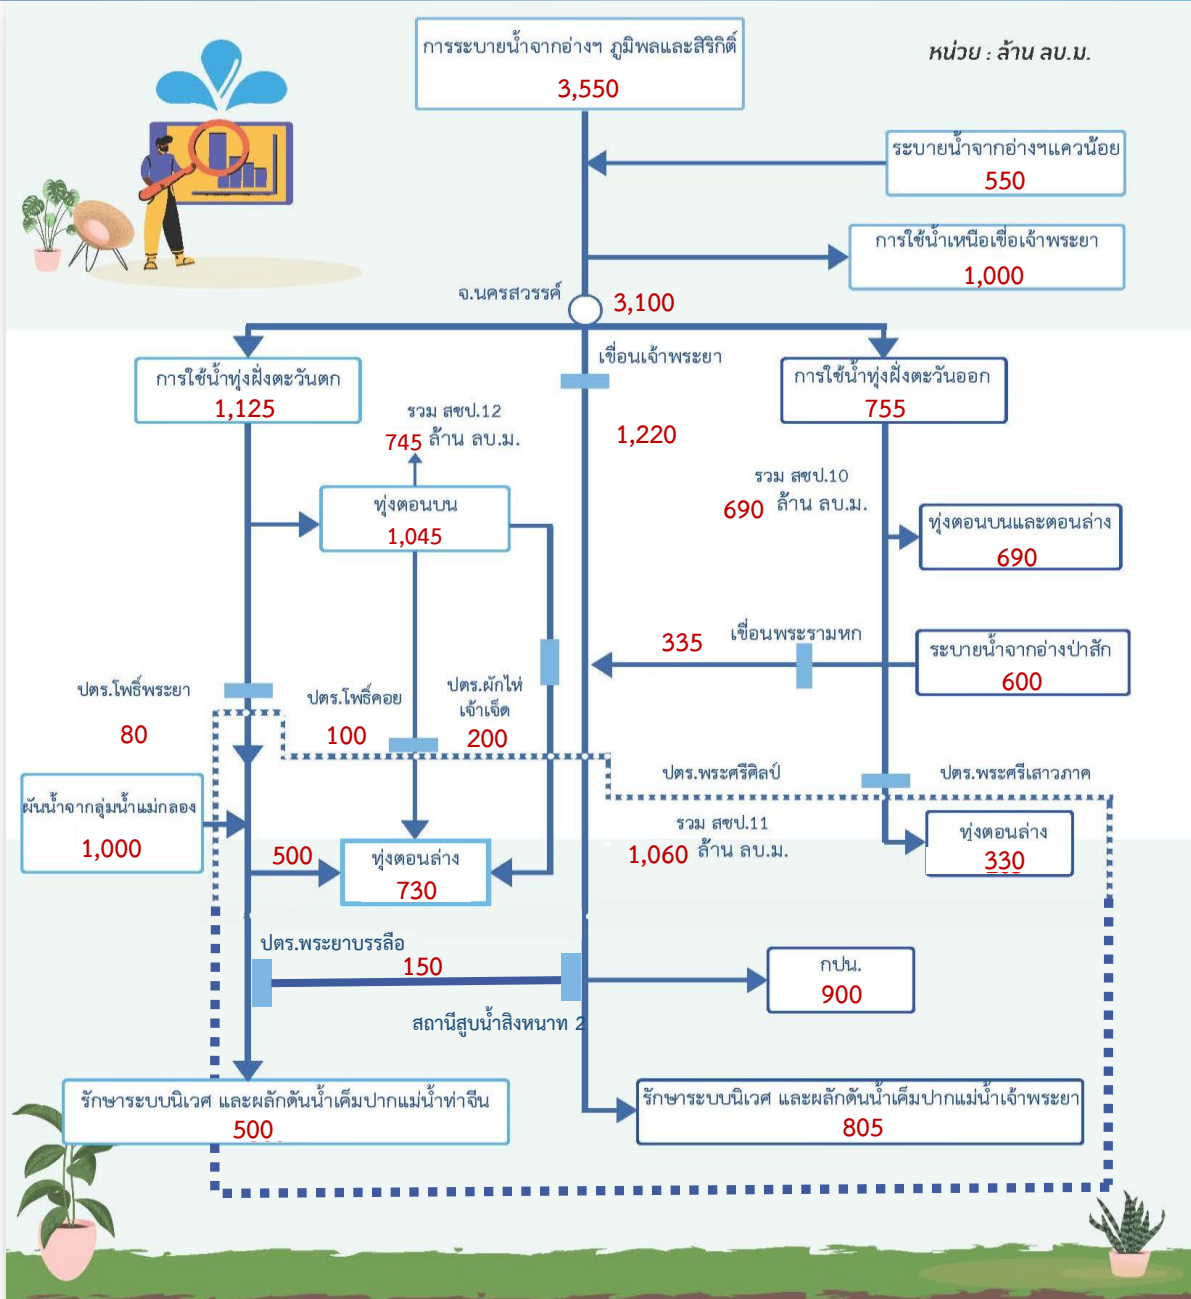 การระบายน้ำจากอ่างฯ ภูมิพลและสิริกิติ์
3,550
หน่วย : ล้าน ลบ.ม.
ระบายน้ำจากอ่างฯแควน้อย
550
การใช้น้ำเหนือเขื่อเจ้าพระยา
1,000
จ.นครสวรรค์
3,100
เขื่อนเจ้าพระยา
การใช้น้ำทุ่งฝั่งตะวันตก
1,125
การใช้น้ำทุ่งฝั่งตะวันออก
755
รวม สชป.12
745 ล้าน ลบ.ม.
1,220
รวม สชป.10
690 ล้าน ลบ.ม.
ทุ่งตอนบน
1,045
ทุ่งตอนบนและตอนล่าง
690
335
เขื่อนพระรามหก
ระบายน้ำจากอ่างป่าสัก
600
ปตร.โพธิ์พระยา
80
ปตร.โพธิ์คอย
100
ปตร.ผักไห่
เจ้าเจ็ด
200
ปตร.พระศรีศิลป์
ปตร.พระศรีเสาวภาค
ผันน้ำจากลุ่มน้ำแม่กลอง
1,000
รวม สชป.11
1,060 ล้าน ลบ.ม.
ทุ่งตอนล่าง
330
500
ทุ่งตอนล่าง
730
ปตร.พระยาบรรลือ
150
สถานีสูบน้ำสิงหนาท 2
กปน.
900
รักษาระบบนิเวศ และผลักดันน้ำเค็มปากแม่น้ำท่าจีน
500
รักษาระบบนิเวศ และผลักดันน้ำเค็มปากแม่น้ำเจ้าพระยา
805